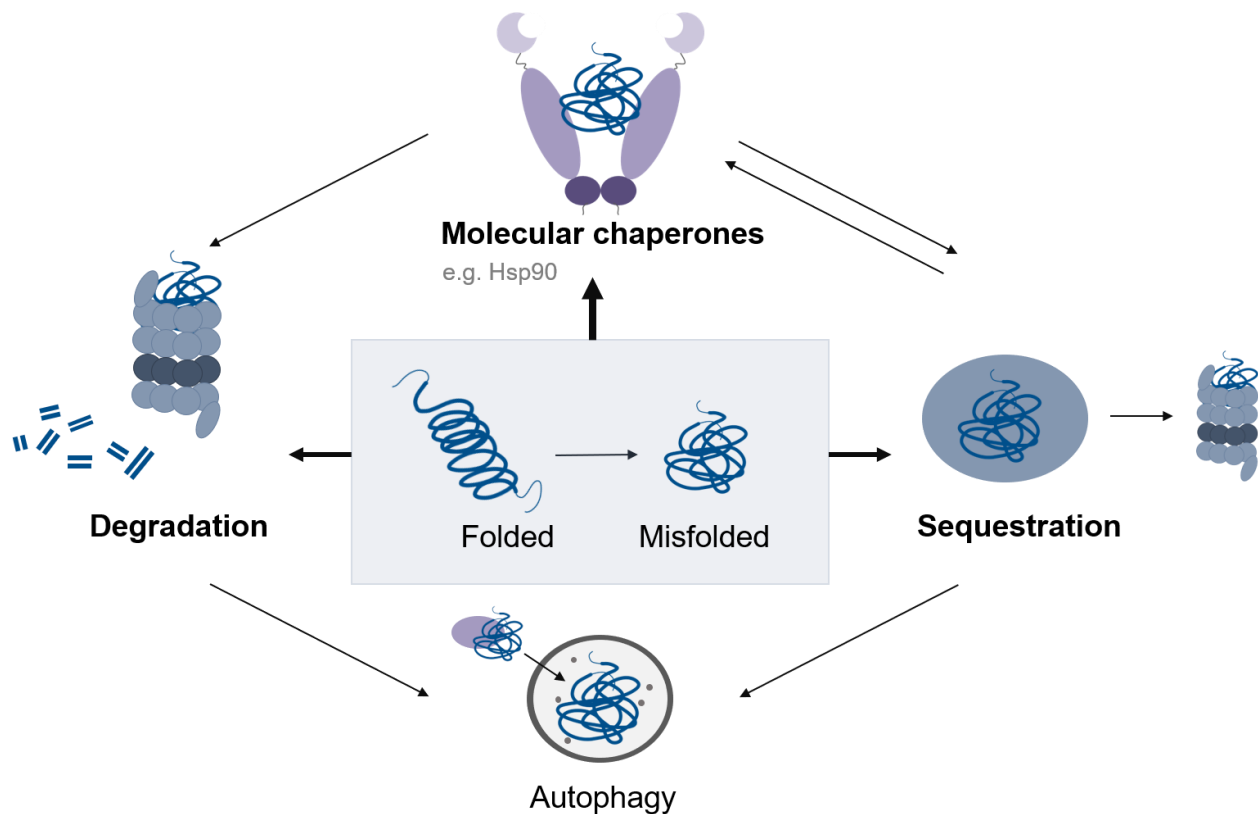 Molecular chaperones
e.g. Hsp90
Degradation
Folded
Misfolded
Sequestration
Autophagy